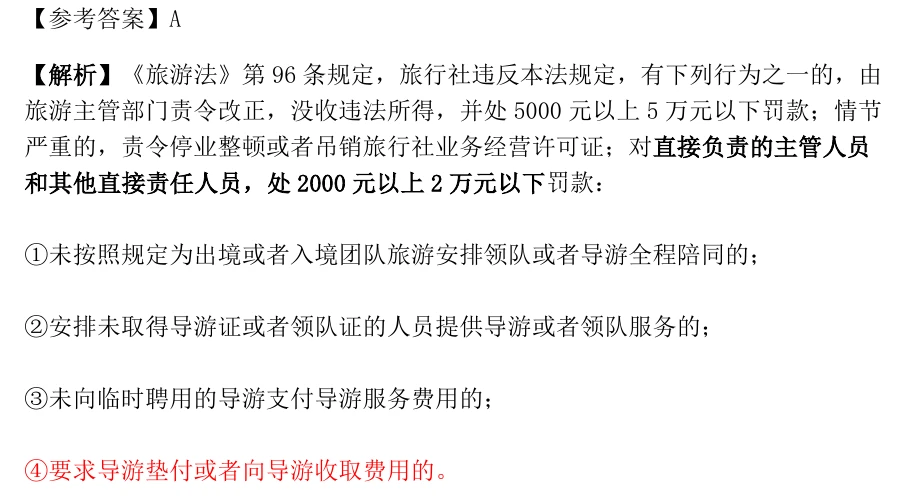 【参考答案】A
【解析】《旅游法》第 96 条规定，旅行社违反本法规定，有下列行为之一的，由
旅游主管部门责令改正，没收违法所得，并处 5000 元以上 5 万元以下罚款；情节
严重的，责令停业整顿或者吊销旅行社业务经营许可证；对直接负责的主管人员
和其他直接责任人员，处 2000 元以上 2 万元以下罚款：
①未按照规定为出境或者入境团队旅游安排领队或者导游全程陪同的；
②安排未取得导游证或者领队证的人员提供导游或者领队服务的；
③未向临时聘用的导游支付导游服务费用的；
④要求导游垫付或者向导游收取费用的。